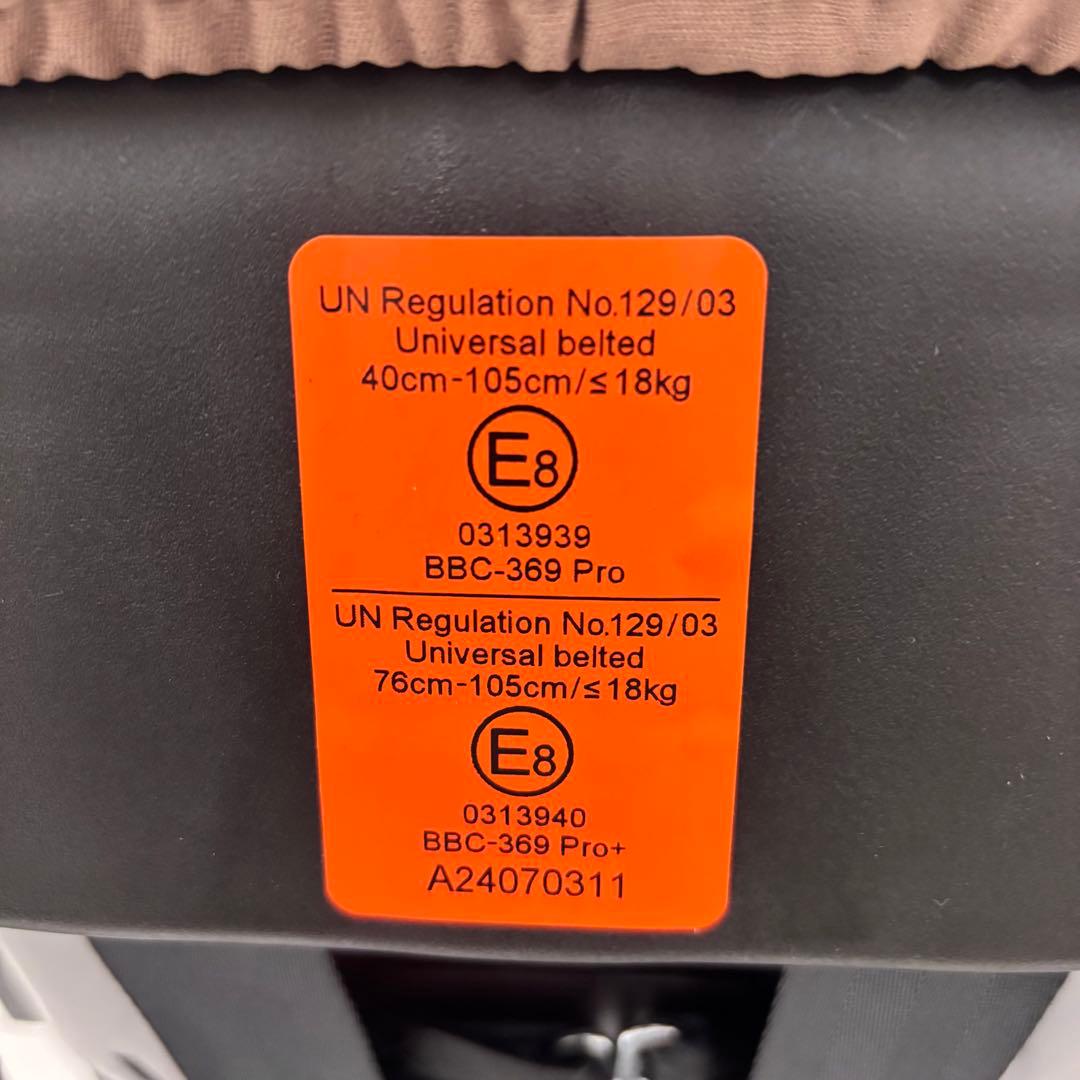 UN Regulation No.129/03
Universal belted
40cm-105cm/≤18kg
E8
0313939
BBC-369 Pro
UN Regulation No.129/03
Universal belted
76cm-105cm/≤18kg
E8
0313940
BBC-369 Pro+
A24070311